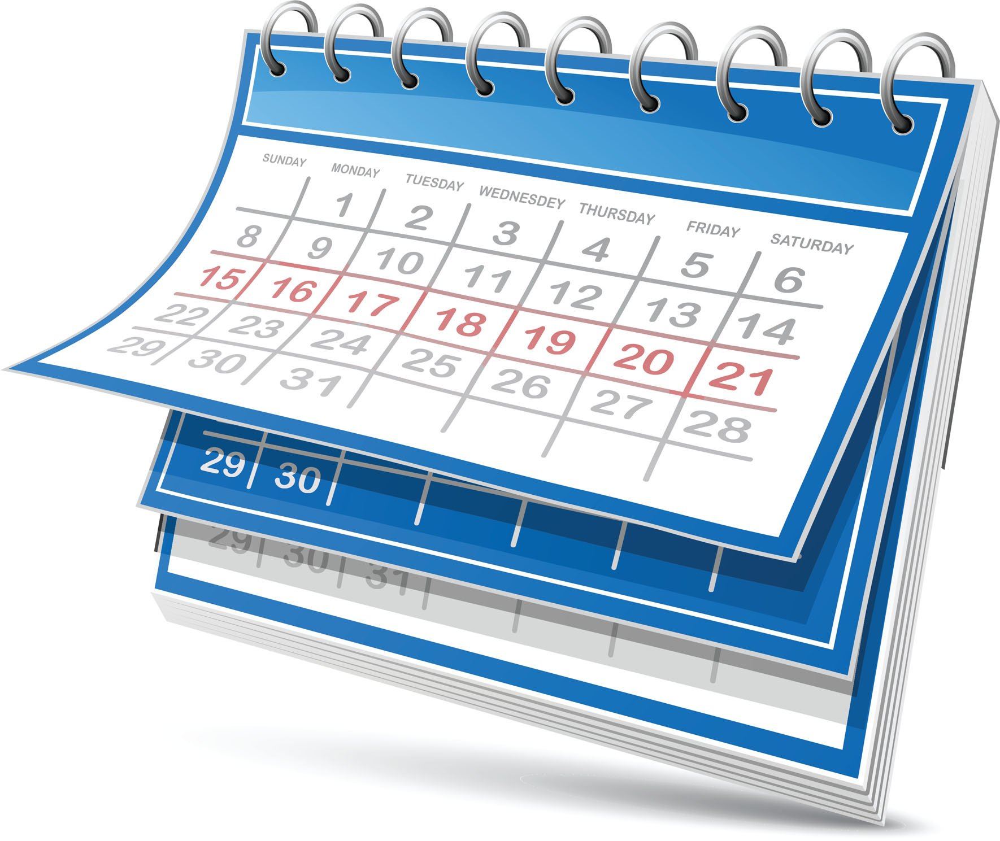 SUNDAY MONDAY TUESDAY WEDNESDEY THURSDAY FRIDAY SATURDAY
1 2 3 4 5 6
8 9 10 11 12 13 14
15 16 17 18 19 20 21
22 23 24 25 26 27 28
29 30 31
29 30
29 30 31